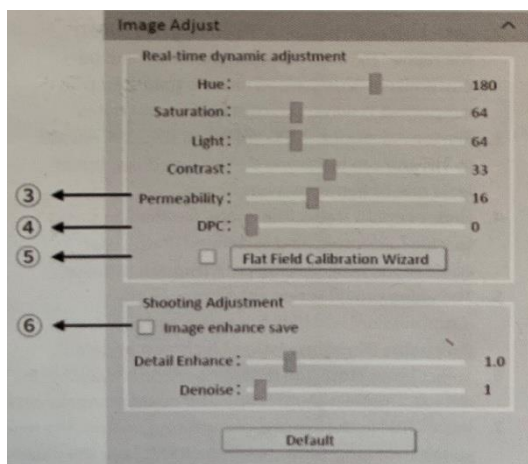 Image Adjust
Real-time dynamic adjustment
Hue: 180
Saturation: 64
Light: 64
Contrast: 33
③ Permeability: 16
④ DPC: 0
⑤ Flat Field Calibration Wizard
Shooting Adjustment
⑥ Image enhance save
Detail Enhance: 1.0
Denoise: 1
Default